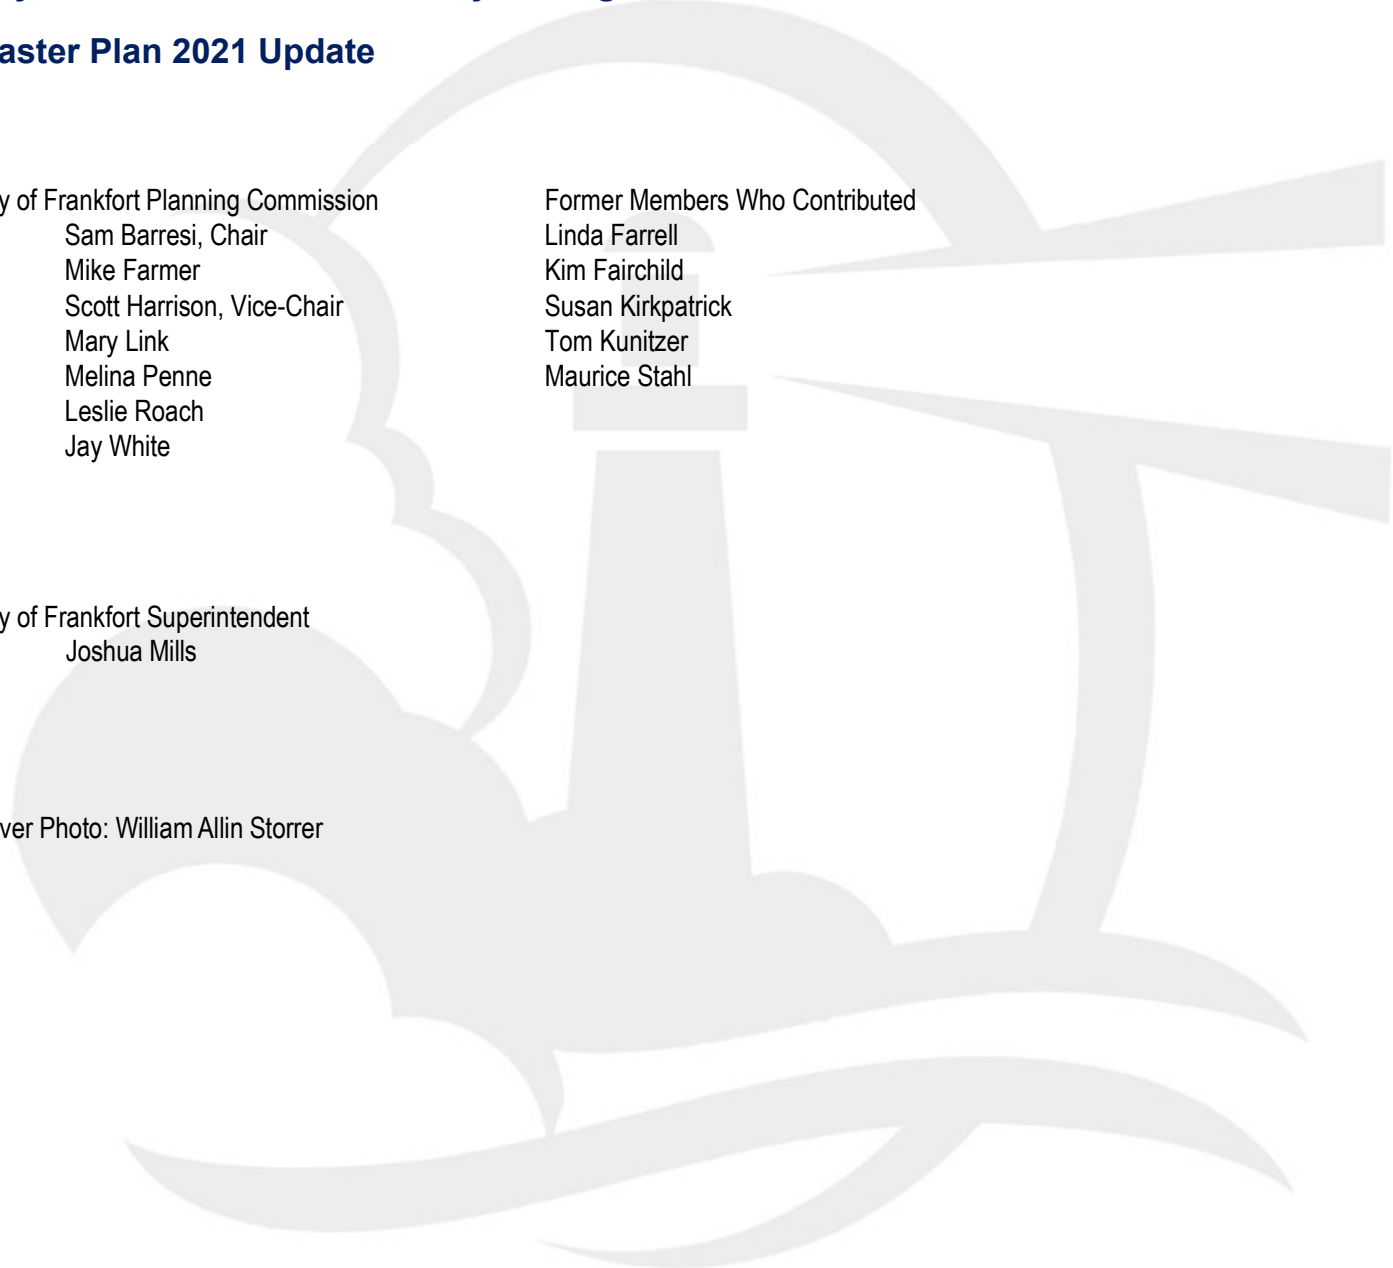 aster Plan 2021 Update
y of Frankfort Planning Commission
Sam Barresi, Chair
Mike Farmer
Scott Harrison, Vice-Chair
Mary Link
Melina Penne
Leslie Roach
Jay White
Former Members Who Contributed
Linda Farrell
Kim Fairchild
Susan Kirkpatrick
Tom Kunitzer
Maurice Stahl
y of Frankfort Superintendent
Joshua Mills
ver Photo: William Allin Storrer